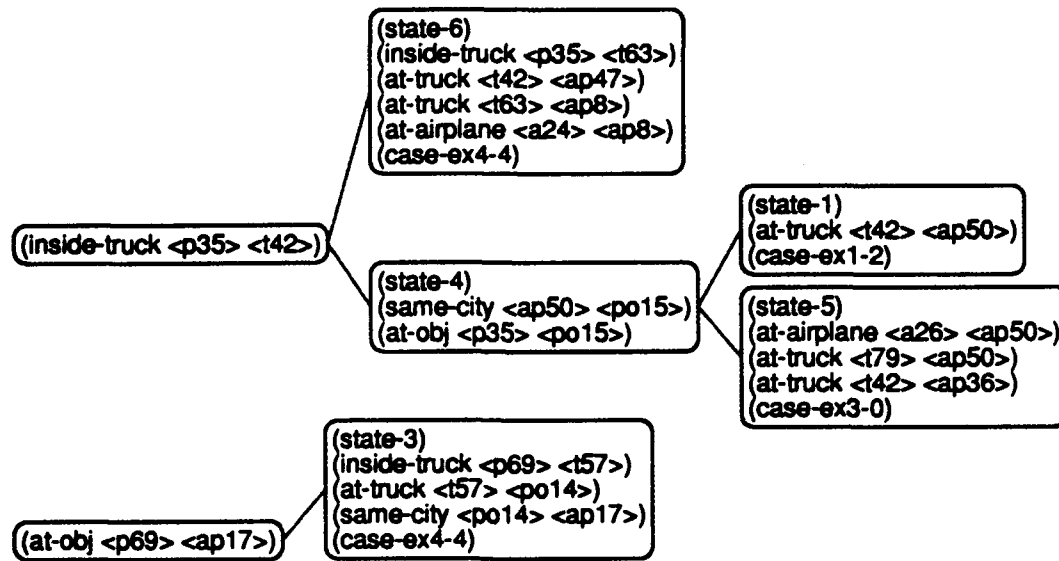 (state-6)
(inside-truck <p35> <t63>)
(at-truck <t42> <ap47>)
(at-truck <t63> <ap8>)
(at-airplane <a24> <ap8>)
(case-ex4-4)
(inside-truck <p35> <t42>)
(state-4)
(same-city <ap50> <po15>)
(at-obj <p35> <po15>)
(state-1)
(at-truck <t42> <ap50>)
(case-ex1-2)
(state-5)
(at-airplane <a26> <ap50>)
(at-truck <t79> <ap50>)
(at-truck <t42> <ap36>)
(case-ex3-0)
(at-obj <p69> <ap17>)
(state-3)
(inside-truck <p69> <t57>)
(at-truck <t57> <po14>)
(same-city <po14> <ap17>)
(case-ex4-4)